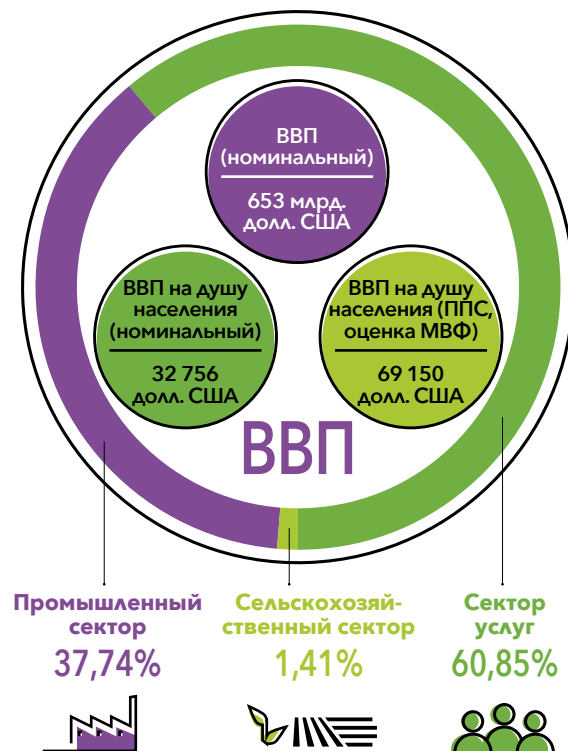 ВВП
(номинальный)
653 млрд.
долл. США
ВВП на душу
населения
(номинальный)
32 756
долл. США
ВВП на душу
населения (ППС,
оценка МВФ)
69 150
долл. США
ВВП
Промышленный
сектор
37,74%
Сельскохозяй-
ственный сектор
1,41%
Сектор
услуг
60,85%